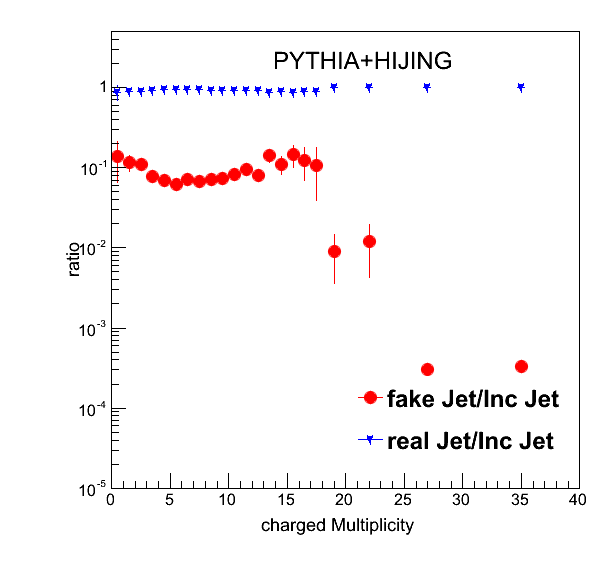 PYTHIA+HIJING
1
10-1
10-2
10-3
10-4
10-5
ratio
fake Jet/Inc Jet
real Jet/Inc Jet
0 5 10 15 20 25 30 35 40
charged Multiplicity